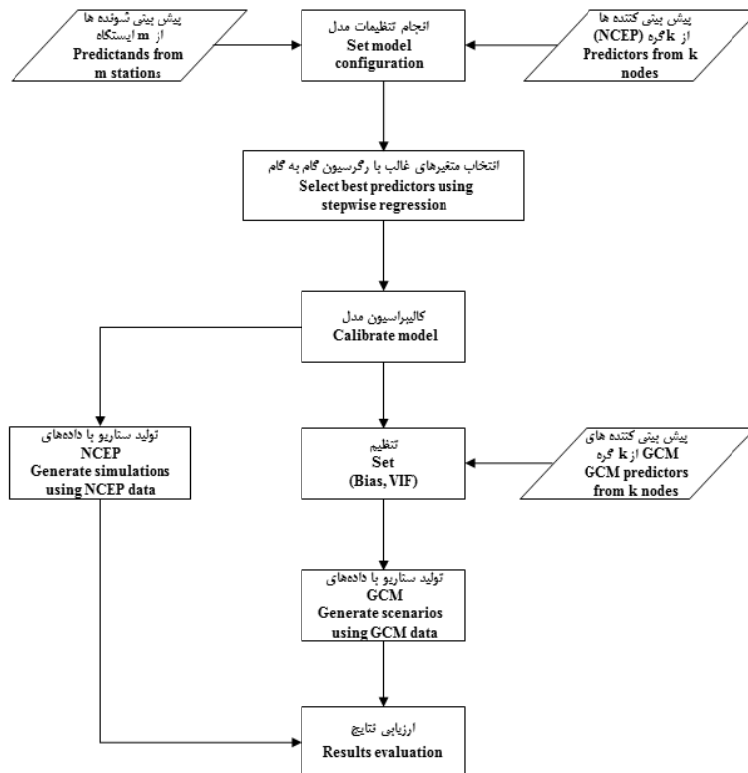 پیش بینی شونده ها
از m ایستگاه
Predictands from
m stations
انجام تنظیمات مدل
Set model
configuration
پیش بینی کننده ها
از k گره (NCEP)
Predictors from k
nodes
انتخاب متغیرهای غالب با رگرسیون گام به گام
Select best predictors using
stepwise regression
کالیبراسیون مدل
Calibrate model
تولید سناریو با داده‌های
NCEP
Generate simulations
using NCEP data
تنظیم
Set
(Bias, VIF)
پیش بینی کننده های
GCM از k گره
GCM predictors
from k nodes
تولید سناریو با داده‌های
GCM
Generate scenarios
using GCM data
ارزیابی نتایج
Results evaluation